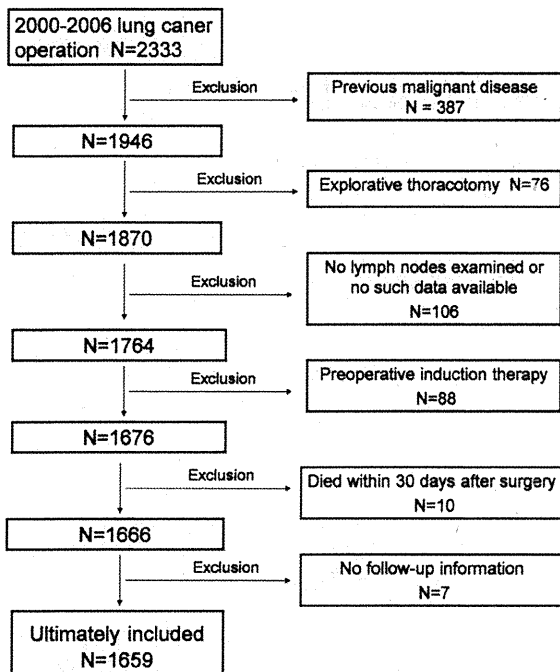 2000-2006 lung caner
operation N=2333
Exclusion
Previous malignant disease
N = 387
N=1946
Exclusion
Explorative thoracotomy N=76
N=1870
Exclusion
No lymph nodes examined or
no such data available
N=106
N=1764
Exclusion
Preoperative induction therapy
N=88
N=1676
Exclusion
Died within 30 days after surgery
N=10
N=1666
Exclusion
No follow-up information
N=7
Ultimately included
N=1659